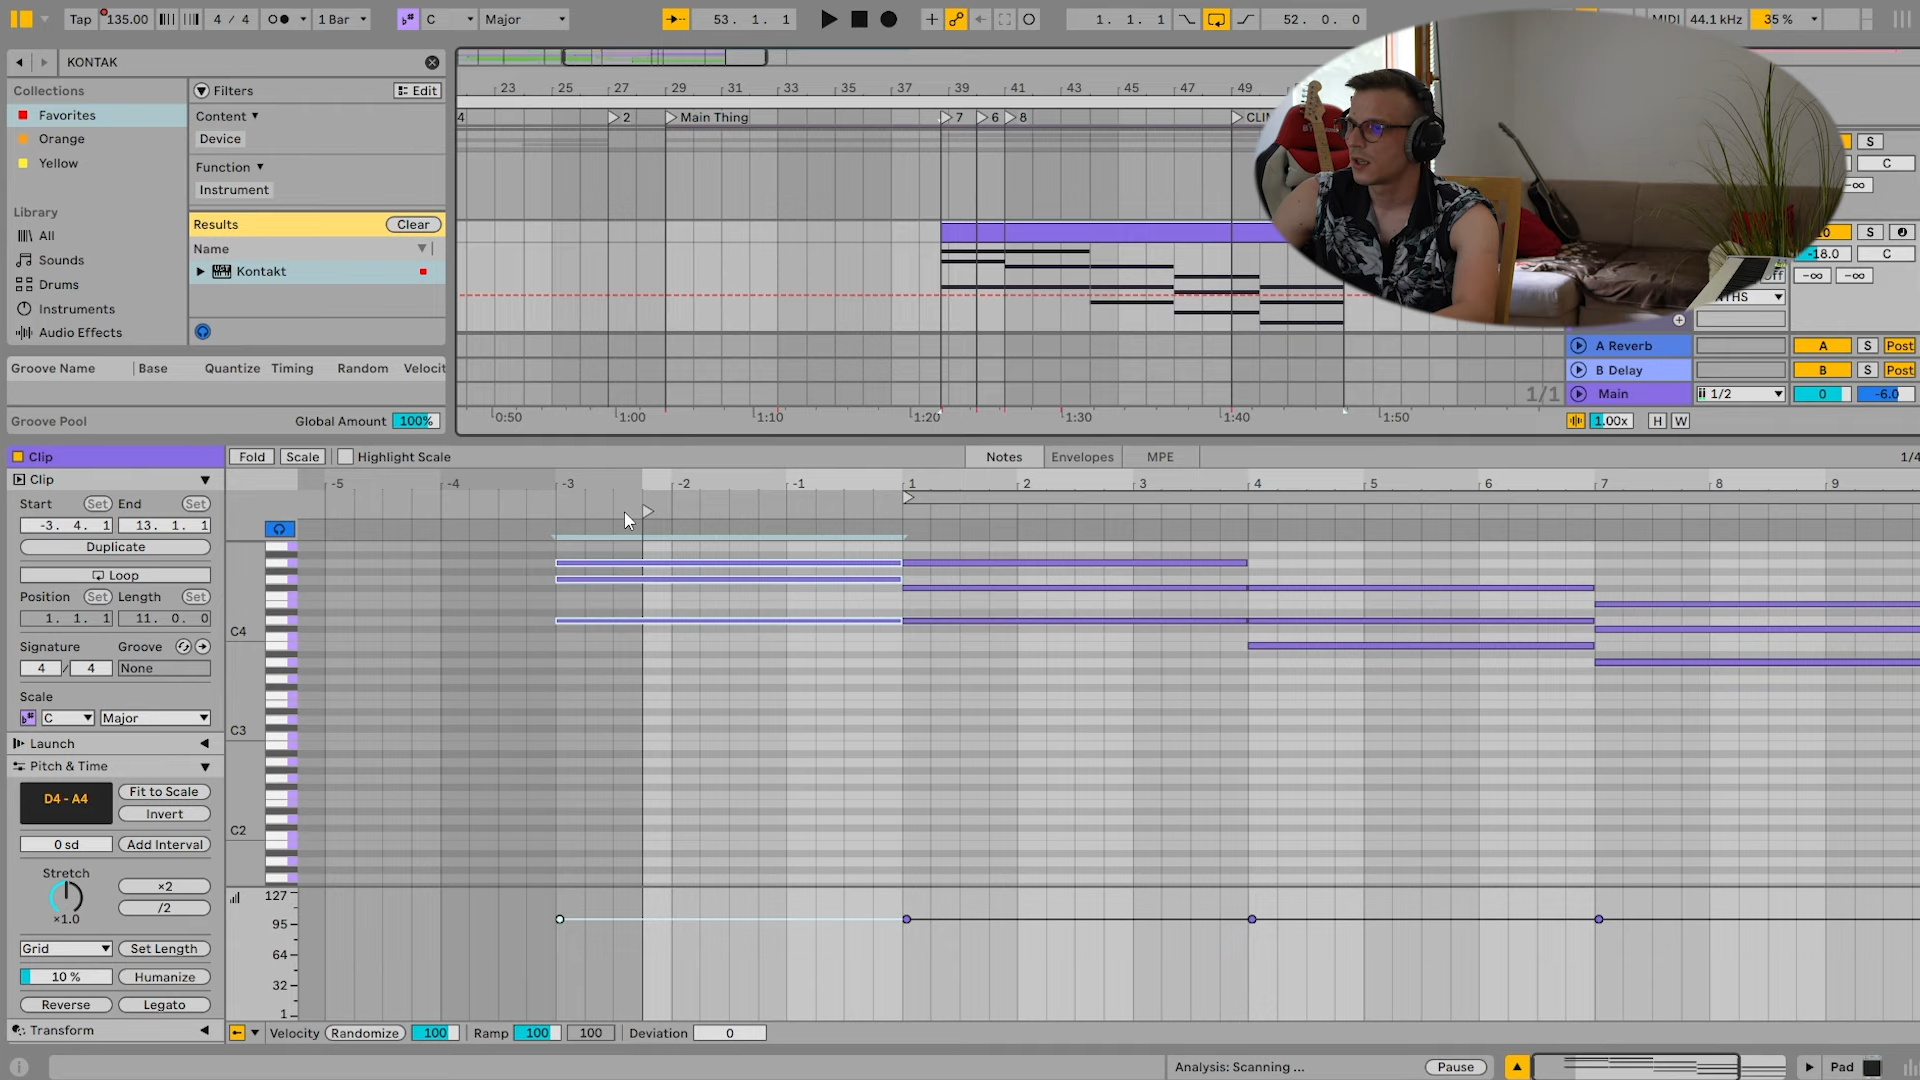 Tap 135.00 4 / 4 1 Bar C Major 53. 1. 1 1. 1. 1 52. 0. 0 MIDI 44.1 kHz 35 %
KONTAK
Collections
Favorites
Orange
Yellow
Library
All
Sounds
Drums
Instruments
Audio Effects
Filters Edit
Content
Device
Function
Instrument
Results Clear
Name
Kontakt
Groove Name Base Quantize Timing Random Velocit
Groove Pool Global Amount 100%
23 25 27 29 31 33 35 37 39 41 43 45 47 49
4 2 Main Thing 7 6 8
0:50 1:00 1:10 1:20 1:30 1:40 1:50
1/1
S
C
-∞
S
-18.0 C
-∞ -∞
A Reverb A S Post
B Delay B S Post
Main 1/2 0 -6.0
1.00x H W
Clip
Clip
Start Set End Set
-3. 4. 1 13. 1. 1
Duplicate
Loop
Position Set Length Set
1. 1. 1 11. 0. 0
Signature Groove
4 / 4 None
Scale
C Major
Launch
Pitch & Time
D4 - A4 Fit to Scale
Invert
0 sd Add Interval
Stretch ×2
×1.0 /2
Grid Set Length
10 % Humanize
Reverse Legato
Transform
Fold Scale Highlight Scale Notes Envelopes MPE 1/4
-5 -4 -3 -2 -1 1 2 3 4 5 6 7 8 9
C4
C3
C2
127
95
64
32
1
Velocity Randomize 100 Ramp 100 100 Deviation 0
Analysis: Scanning ... Pause Pad